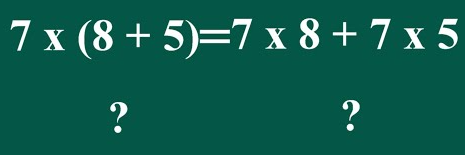 7 x (8 + 5)=7 x 8 + 7 x 5
? ?